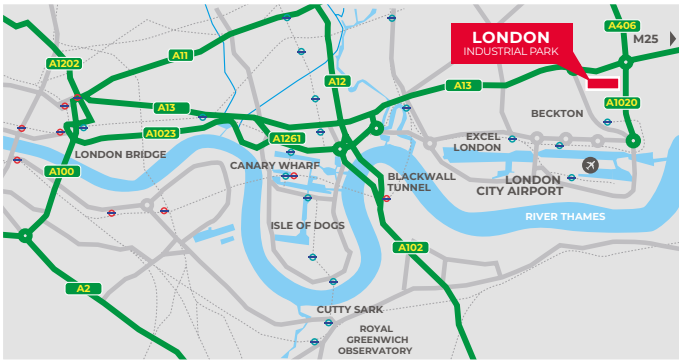 A406
LONDON
INDUSTRIAL PARK
M25
A11
A1202
A12
A13
A13
A1020
BECKTON
A1023
A1261
EXCEL
LONDON
LONDON BRIDGE
CANARY WHARF
A100
BLACKWALL
TUNNEL
LONDON
CITY AIRPORT
RIVER THAMES
ISLE OF DOGS
A102
A2
CUTTY SARK
ROYAL
GREENWICH
OBSERVATORY